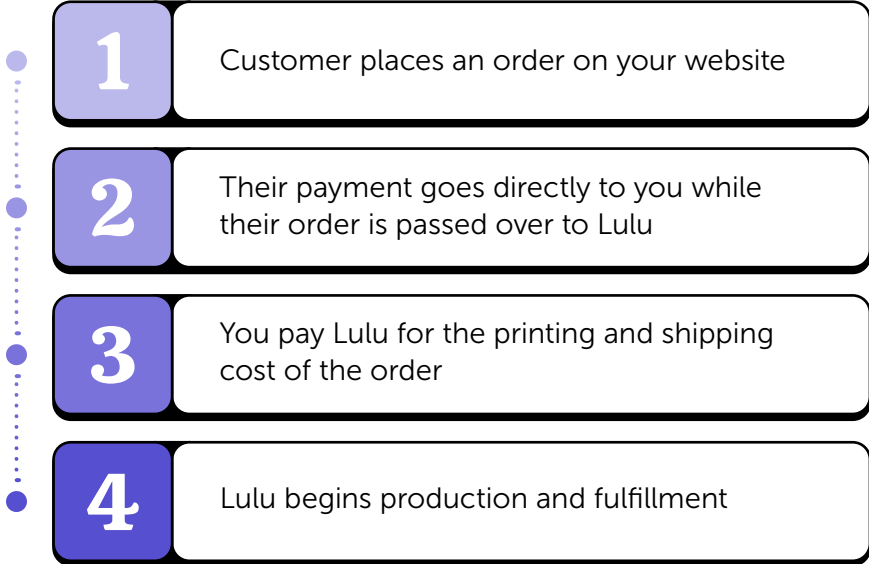 1
Customer places an order on your website
2
Their payment goes directly to you while
their order is passed over to Lulu
3
You pay Lulu for the printing and shipping
cost of the order
4
Lulu begins production and fulfillment